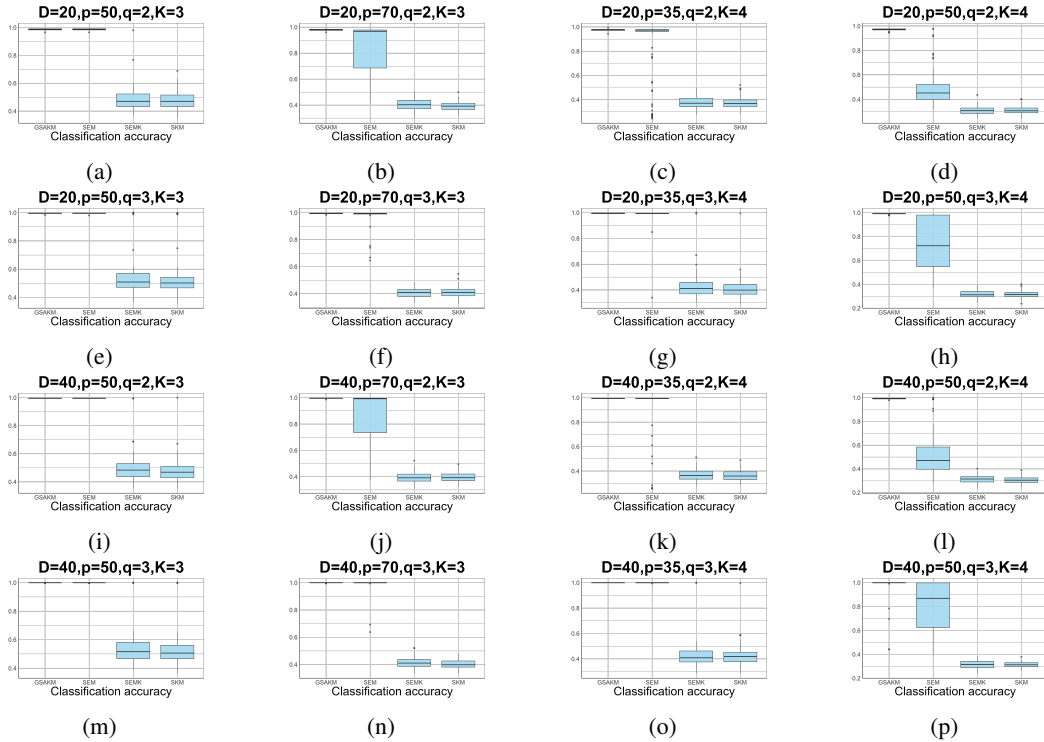 D=20,p=50,q=2,K=3 D=20,p=70,q=2,K=3 D=20,p=35,q=2,K=4 D=20,p=50,q=2,K=4
1.0 1.0 1.0 1.0
0.8 0.8 0.8 0.8
0.6 0.6 0.6 0.6
0.4 0.4 0.4 0.4
GSAKM SEM SEMK SKM GSAKM SEM SEMK SKM GSAKM SEM SEMK SKM GSAKM SEM SEMK SKM
Classification accuracy Classification accuracy Classification accuracy Classification accuracy
(a) (b) (c) (d)
D=20,p=50,q=3,K=3 D=20,p=70,q=3,K=3 D=20,p=35,q=3,K=4 D=20,p=50,q=3,K=4
1.0 1.0 1.0 1.0
0.8 0.8 0.8 0.8
0.6 0.6 0.6 0.6
0.4 0.4 0.4 0.4
0.2
GSAKM SEM SEMK SKM GSAKM SEM SEMK SKM GSAKM SEM SEMK SKM GSAKM SEM SEMK SKM
Classification accuracy Classification accuracy Classification accuracy Classification accuracy
(e) (f) (g) (h)
D=40,p=50,q=2,K=3 D=40,p=70,q=2,K=3 D=40,p=35,q=2,K=4 D=40,p=50,q=2,K=4
1.0 1.0 1.0 1.0
0.8 0.8 0.8 0.8
0.6 0.6 0.6 0.6
0.4 0.4 0.4 0.4
0.2
GSAKM SEM SEMK SKM GSAKM SEM SEMK SKM GSAKM SEM SEMK SKM GSAKM SEM SEMK SKM
Classification accuracy Classification accuracy Classification accuracy Classification accuracy
(i) (j) (k) (l)
D=40,p=50,q=3,K=3 D=40,p=70,q=3,K=3 D=40,p=35,q=3,K=4 D=40,p=50,q=3,K=4
1.0 1.0 1.0 1.0
0.8 0.8 0.8 0.8
0.6 0.6 0.6 0.6
0.4 0.4 0.4 0.4
0.2
GSAKM SEM SEMK SKM GSAKM SEM SEMK SKM GSAKM SEM SEMK SKM GSAKM SEM SEMK SKM
Classification accuracy Classification accuracy Classification accuracy Classification accuracy
(m) (n) (o) (p)